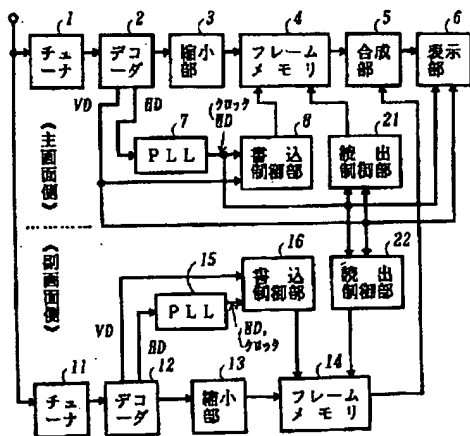 1
2
3
4
5
6
チューナ
デコーダ
縮小部
フレームメモリ
合成部
表示部
VD
HD
7
PLL
クロック
HD
8
書込制御部
21
読出制御部
《主画面側》
《副画面側》
VD
HD
15
PLL
HD,
クロック
16
書込制御部
22
読出制御部
11
チューナ
12
デコーダ
13
縮小部
14
フレームメモリ